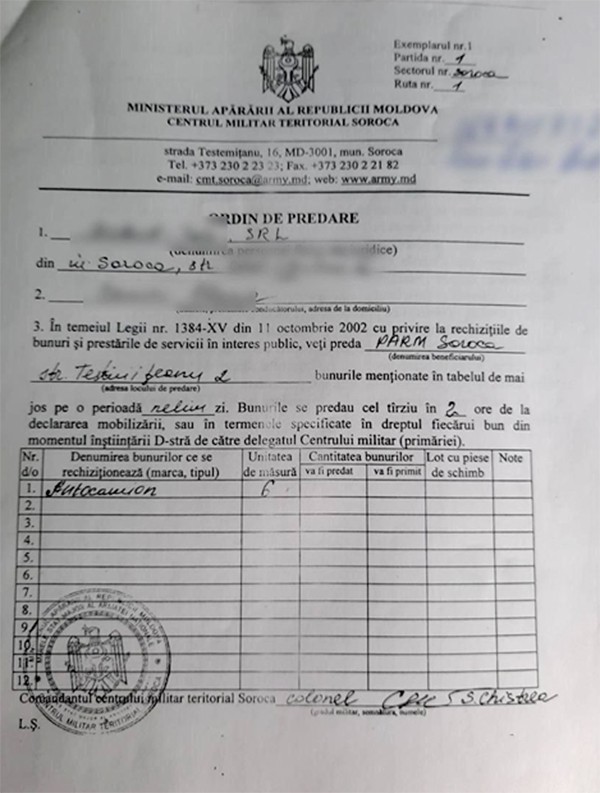 Exemplarul nr.1
Partida nr. 1
Sectorul nr. Soroca
Ruta nr. 1
MINISTERUL APĂRĂRII AL REPUBLICII MOLDOVA
CENTRUL MILITAR TERITORIAL SOROCA
strada Testemițanu, 16, MD-3001, mun. Soroca
Tel. +373 230 2 23 23; Fax. +373 230 2 21 82
e-mail: cmt.soroca@army.md; web: www.army.md
ORDIN DE PREDARE
1. , SRL
din Soroca, str
2.
conducătorului, adresa de la domiciliu)
3. În temeiul Legii nr. 1384-XV din 11 octombrie 2002 cu privire la rechizițiile de
bunuri și prestările de servicii în interes public, veți preda PARM Soroca
(denumirea beneficiarului)
str. 2 bunurile menționate în tabelul de mai
(adresa locului de predare)
jos pe o perioadă zi. Bunurile se predau cel tîrziu în 2 ore de la
declararea mobilizării, sau în termenele specificate în dreptul fiecărui bun din
momentul înștiințării D-stră de către delegatul Centrului militar (primăriei).
Nr. d/o Denumirea bunurilor ce se rechiziționează (marca, tipul) Unitatea de măsură Cantitatea bunurilor va fi predat va fi primit Lot cu piese de schimb Note
1. Autocamion 6
2.
3.
4.
5.
6.
7.
8.
9.
10.
11.
12.
Comandantul centrului militar teritorial Soroca colonel
(gradul militar, semnătura, numele)
L.Ș.